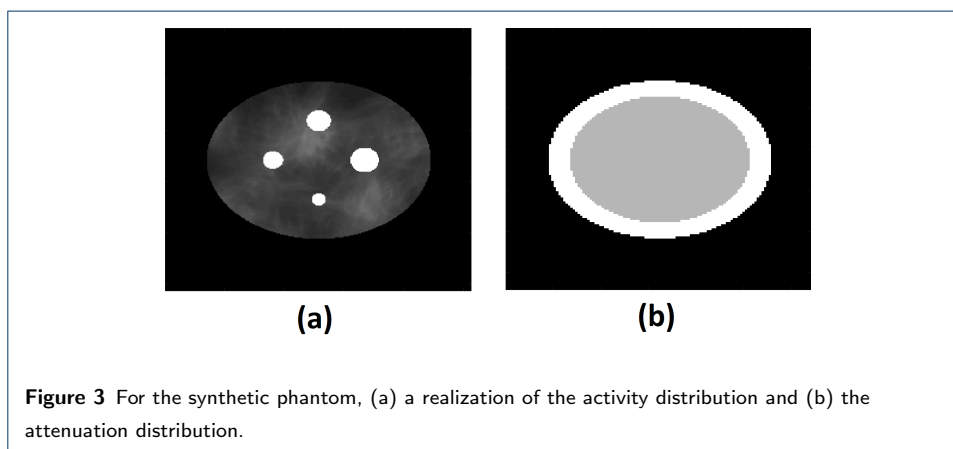 (a)
(b)
Figure 3 For the synthetic phantom, (a) a realization of the activity distribution and (b) the
attenuation distribution.